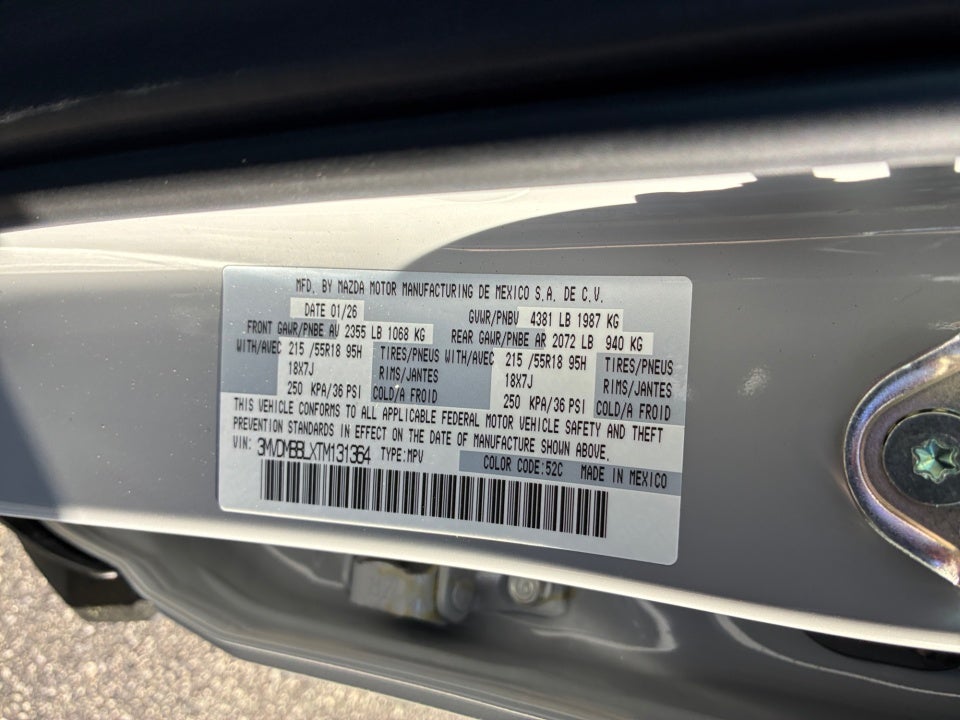 MFD. BY MAZDA MOTOR MANUFACTURING DE MEXICO S.A. DE C.V.
DATE 01/26 GVWR/PNBV 4381 LB 1987 KG
FRONT GAWR/PNBE AV 2355 LB 1068 KG REAR GAWR/PNBE AR 2072 LB 940 KG
WITH/AVEC 215 /55R18 95H TIRES/PNEUS WITH/AVEC 215 /55R18 95H TIRES/PNEUS
18X7J RIMS/JANTES 18X7J RIMS/JANTES
250 KPA/36 PSI COLD/A FROID 250 KPA/36 PSI COLD/A FROID
THIS VEHICLE CONFORMS TO ALL APPLICABLE FEDERAL MOTOR VEHICLE SAFETY AND THEFT
PREVENTION STANDARDS IN EFFECT ON THE DATE OF MANUFACTURE SHOWN ABOVE.
VIN: 3MVDMBBLXTM131364 TYPE:MPV COLOR CODE:52C MADE IN MEXICO